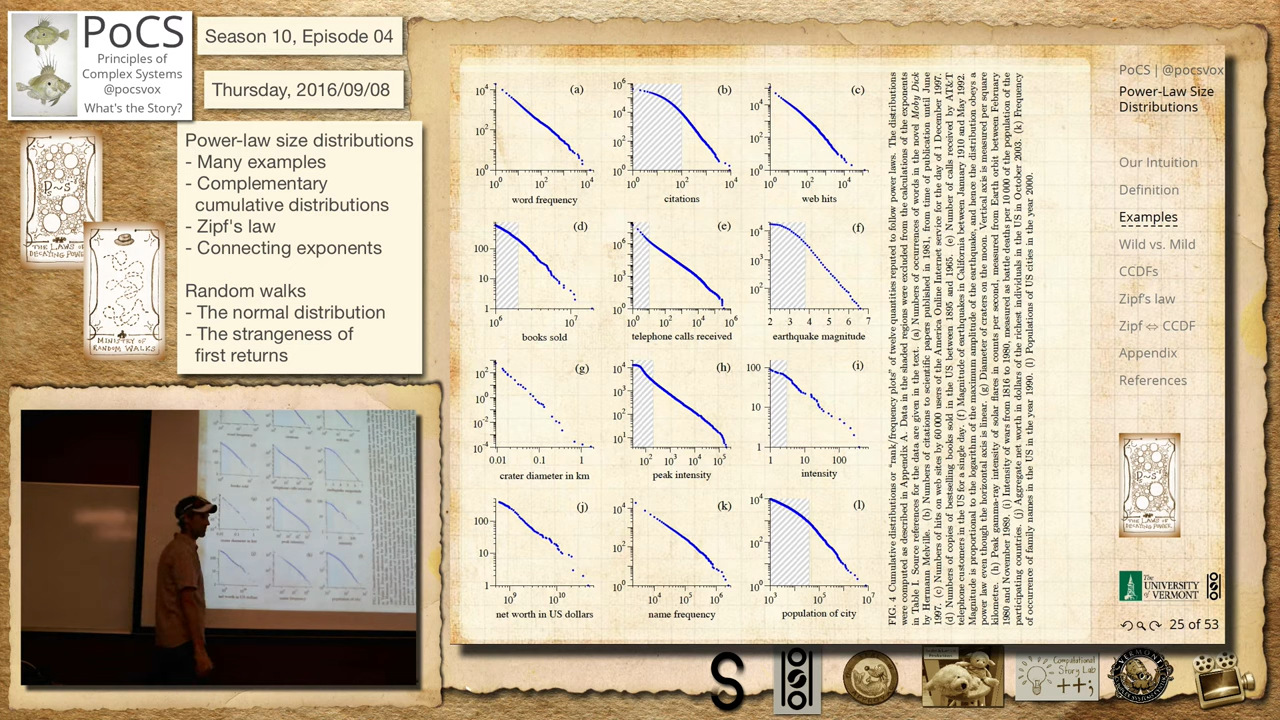 PoCS
Principles of
Complex Systems
@pocsvox
What's the Story?
Season 10, Episode 04
Thursday, 2016/09/08
Power-law size distributions
- Many examples
- Complementary
cumulative distributions
- Zipf's law
- Connecting exponents
Random walks
- The normal distribution
- The strangeness of
first returns
THE LAWS OF
DECAYING POWER
MINISTRY OF
RANDOM WALKS
(a)
word frequency
(b)
citations
(c)
web hits
(d)
books sold
(e)
telephone calls received
(f)
earthquake magnitude
(g)
crater diameter in km
(h)
peak intensity
(i)
intensity
(j)
net worth in US dollars
(k)
name frequency
(l)
population of city
FIG. 4 Cumulative distributions or "rank/frequency plots" of twelve quantities reputed to follow power laws. The distributions
were computed as described in Appendix A. Data in the shaded regions were excluded from the calculations of the exponents
in Table I. Source references for the data are given in the text. (a) Numbers of occurrences of words in the novel Moby Dick
by Hermann Melville. (b) Numbers of citations to scientific papers published in 1981, from time of publication until June
1997. (c) Numbers of hits on web sites by 60 000 users of the America Online Internet service for the day of 1 December 1997.
(d) Numbers of copies of bestselling books sold in the US between 1895 and 1965. (e) Number of calls received by AT&T
telephone customers in the US for a single day. (f) Magnitude of earthquakes in California between January 1910 and May 1992.
Magnitude is proportional to the logarithm of the maximum amplitude of the earthquake, and hence the distribution obeys a
power law even though the horizontal axis is linear. (g) Diameter of craters on the moon. Vertical axis is measured per square
kilometre. (h) Peak gamma-ray intensity of solar flares in counts per second, measured from Earth orbit between February
1980 and November 1989. (i) Intensity of wars from 1816 to 1980, measured as battle deaths per 10 000 of the population of the
participating countries. (j) Aggregate net worth in dollars of the richest individuals in the US in October 2003. (k) Frequency
of occurrence of family names in the US in the year 1990. (l) Populations of US cities in the year 2000.
PoCS | @pocsvox
Power-Law Size
Distributions
Our Intuition
Definition
Examples
Wild vs. Mild
CCDFs
Zipf's law
Zipf ⇔ CCDF
Appendix
References
The
UNIVERSITY
of VERMONT
25 of 53
Computational
Story Lab